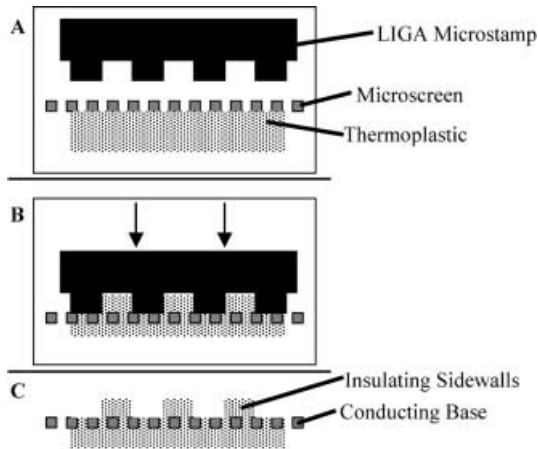 A
LIGA Microstamp
Microscreen
Thermoplastic
B
C
Insulating Sidewalls
Conducting Base